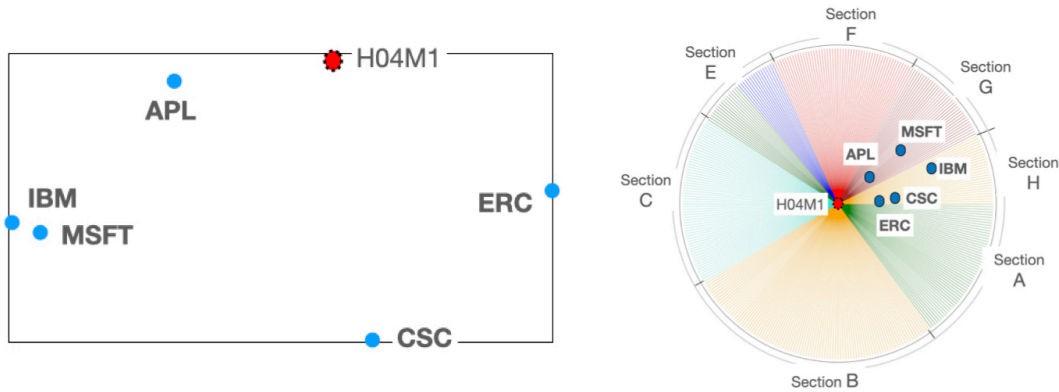 H04M1
APL
IBM
MSFT
ERC
CSC
Section
F
Section
E
Section
G
MSFT
APL
IBM
Section
H
Section
C
H04M1
CSC
ERC
Section
A
Section B